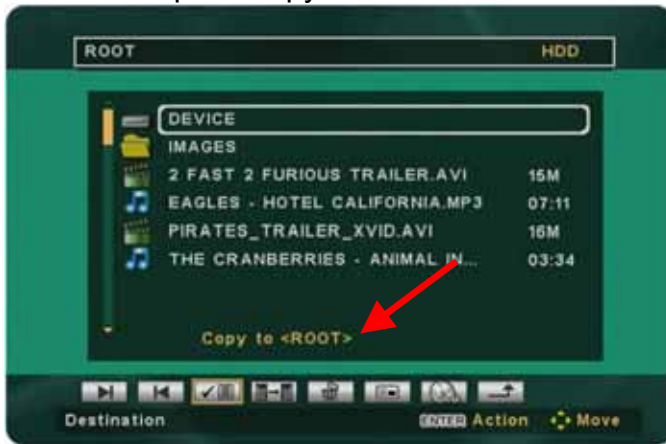 ROOT HDD
DEVICE
IMAGES
2 FAST 2 FURIOUS TRAILER.AVI 15M
EAGLES - HOTEL CALIFORNIA.MP3 07:11
PIRATES_TRAILER_XVID.AVI 16M
THE CRANBERRIES - ANIMAL IN... 03:34
Copy to <ROOT>
Destination ENTER Action Move